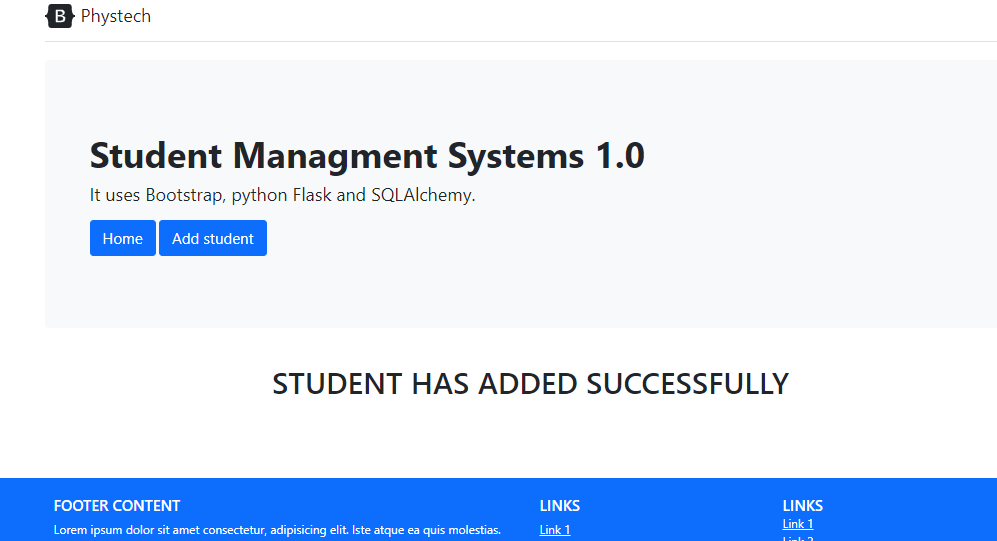 B Phystech
Student Managment Systems 1.0
It uses Bootstrap, python Flask and SQLAlchemy.
Home Add student
STUDENT HAS ADDED SUCCESSFULLY
FOOTER CONTENT
Lorem ipsum dolor sit amet consectetur, adipisicing elit. Iste atque ea quis molestias.
LINKS
Link 1
LINKS
Link 1